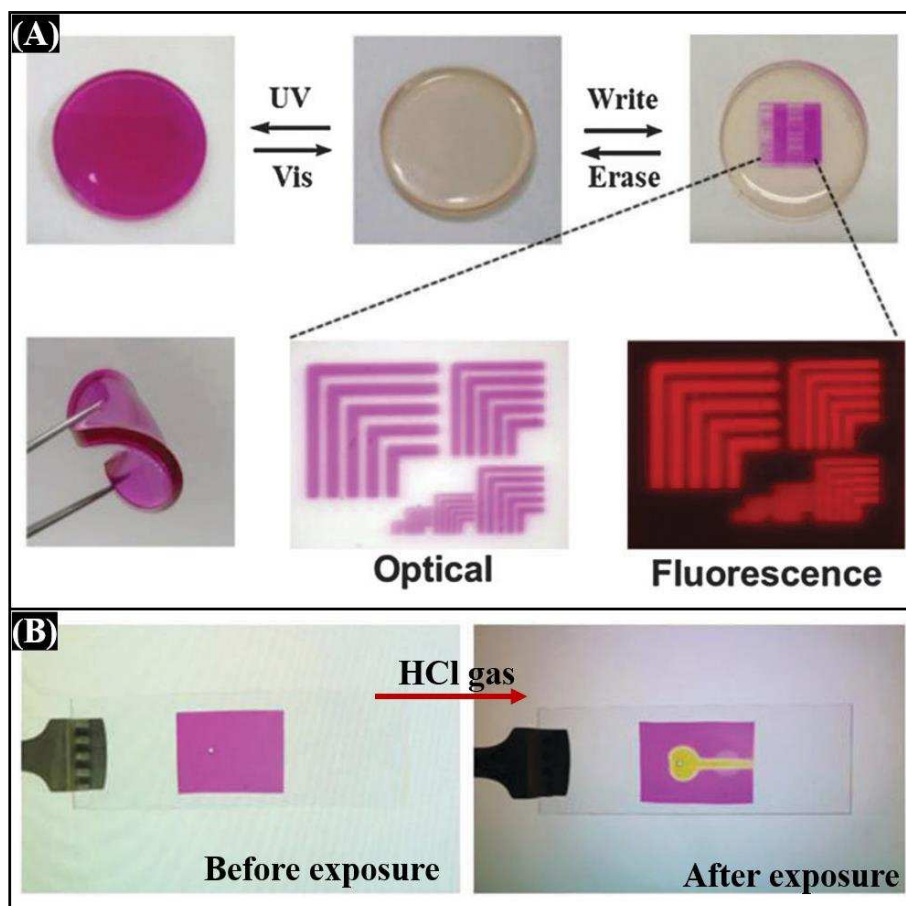 (A)
UV
Vis
Write
Erase
Optical
Fluorescence
(B)
HCl gas
Before exposure
After exposure